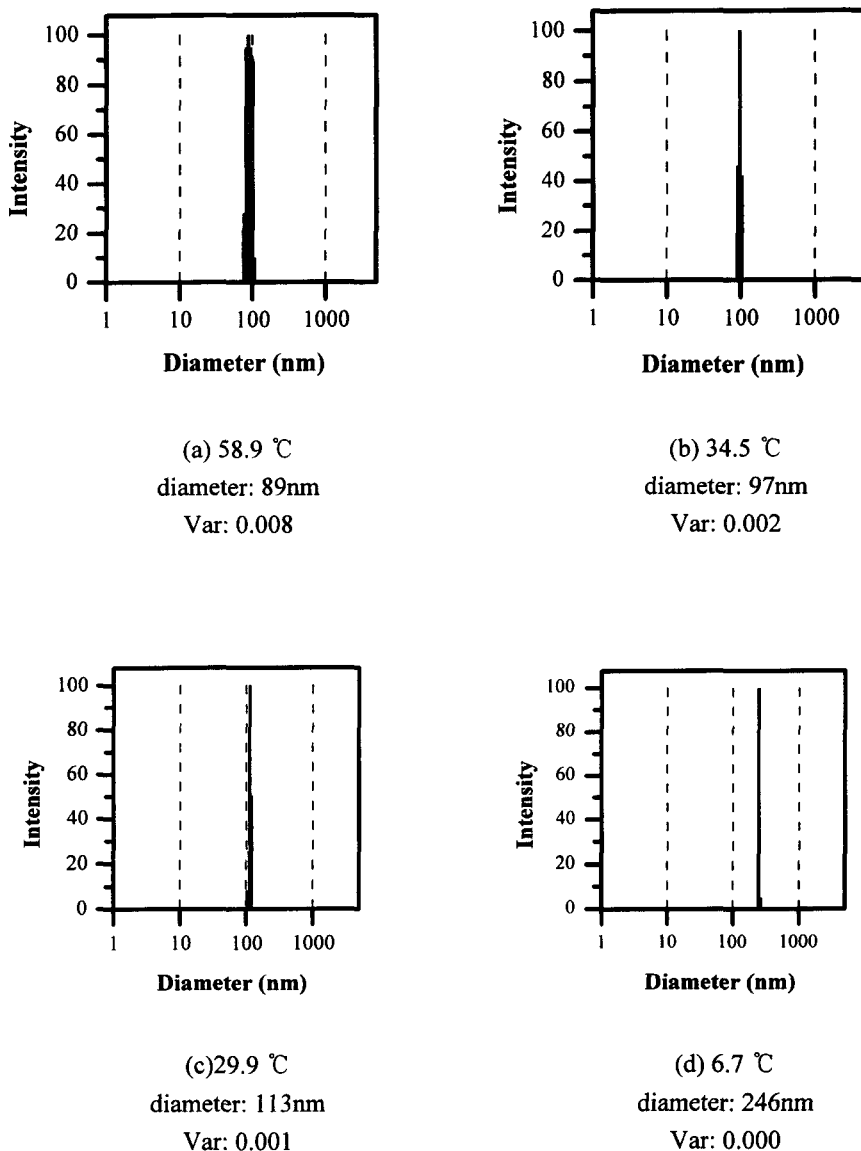 100
80
60
40
20
0
Intensity
1 10 100 1000
Diameter (nm)
(a) 58.9 ℃
diameter: 89nm
Var: 0.008
100
80
60
40
20
0
Intensity
1 10 100 1000
Diameter (nm)
(b) 34.5 ℃
diameter: 97nm
Var: 0.002
100
80
60
40
20
0
Intensity
1 10 100 1000
Diameter (nm)
(c)29.9 ℃
diameter: 113nm
Var: 0.001
100
80
60
40
20
0
Intensity
1 10 100 1000
Diameter (nm)
(d) 6.7 ℃
diameter: 246nm
Var: 0.000